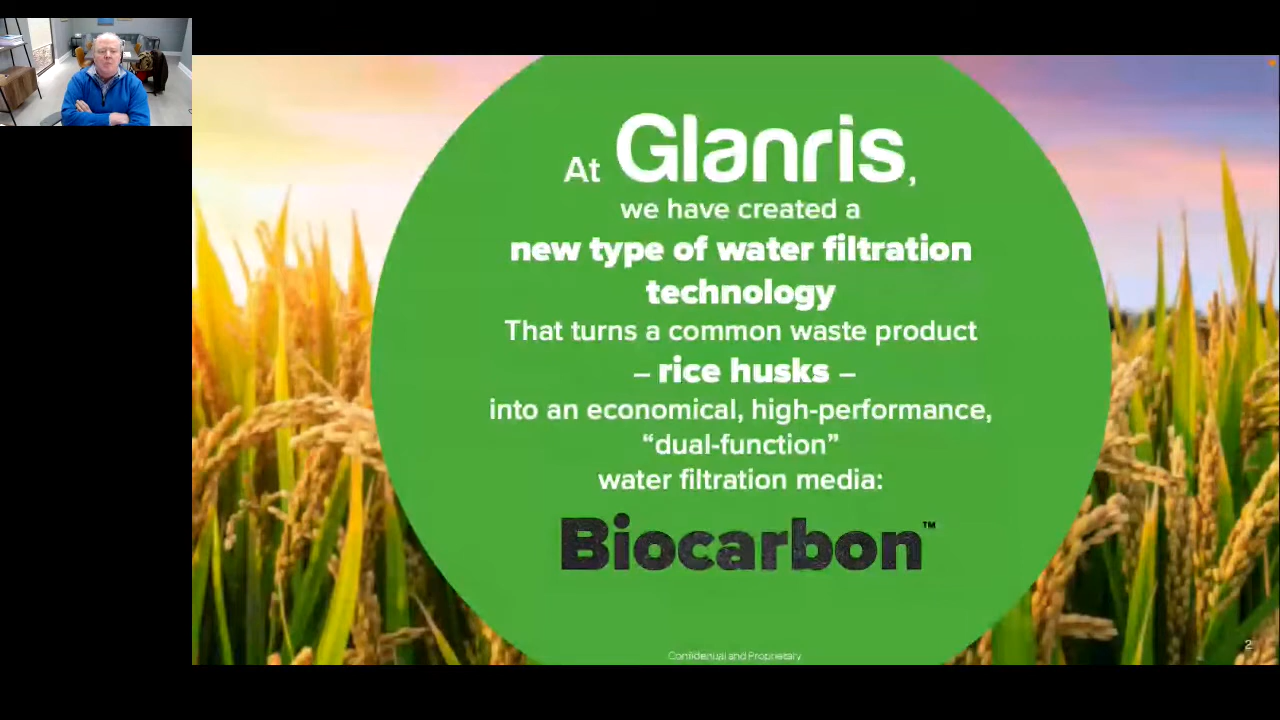 At Glanris,
we have created a
new type of water filtration
technology
That turns a common waste product
– rice husks –
into an economical, high-performance,
“dual-function”
water filtration media:
Biocarbon™
Confidential and Proprietary
2